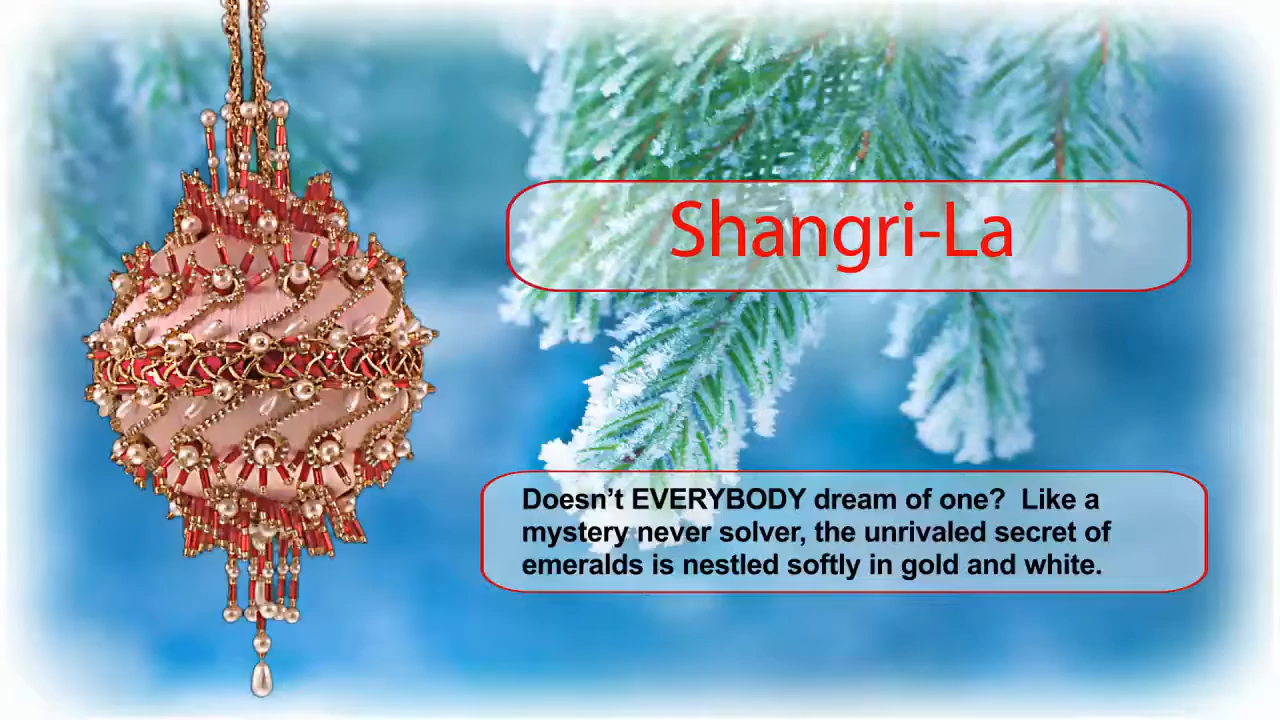 Shangri-La
Doesn’t EVERYBODY dream of one?  Like a
mystery never solver, the unrivaled secret of
emeralds is nestled softly in gold and white.